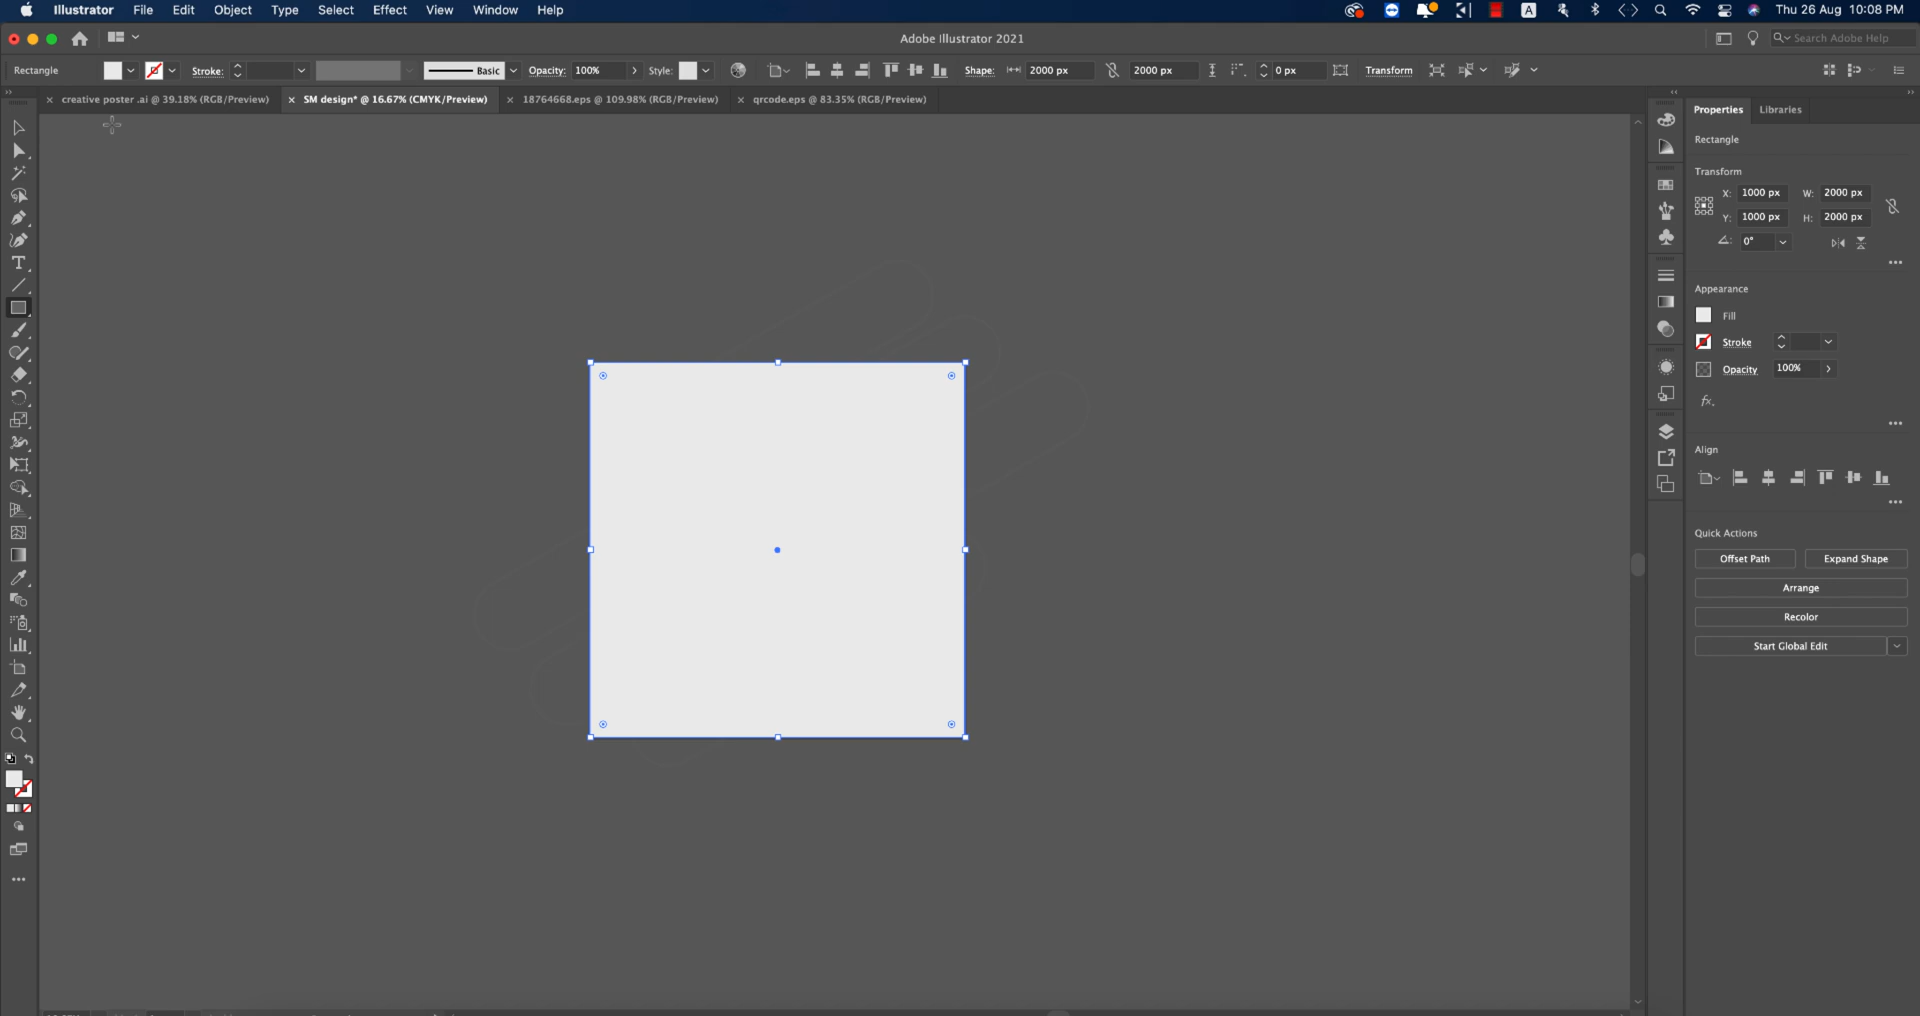 Illustrator File Edit Object Type Select Effect View Window Help A Thu 26 Aug 10:08 PM
Adobe Illustrator 2021 Search Adobe Help
Rectangle Stroke: Basic Opacity: 100% Style: Shape: 2000 px 2000 px 0 px Transform
× creative poster .ai @ 39.18% (RGB/Preview) × SM design* @ 16.67% (CMYK/Preview) × 18764668.eps @ 109.98% (RGB/Preview) × qrcode.eps @ 83.35% (RGB/Preview)
Properties Libraries
Rectangle
Transform
X: 1000 px W: 2000 px
Y: 1000 px H: 2000 px
0°
Appearance
Fill
Stroke
Opacity 100%
fx.
Align
Quick Actions
Offset Path Expand Shape
Arrange
Recolor
Start Global Edit